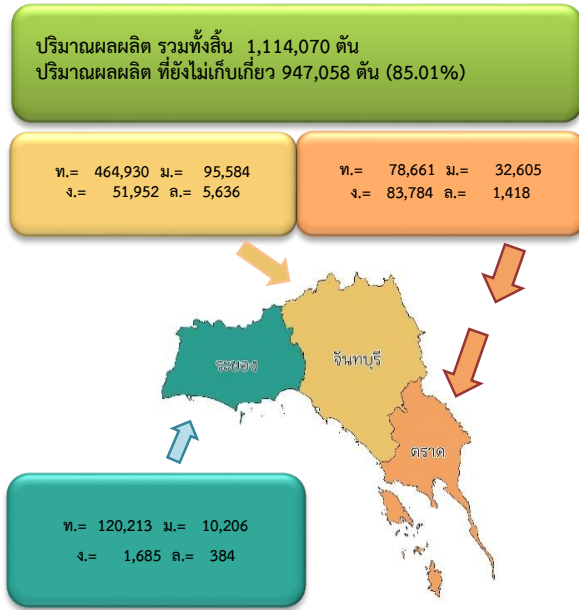 ปริมาณผลผลิต รวมทั้งสิ้น 1,114,070 ตัน
ปริมาณผลผลิต ที่ยังไม่เก็บเกี่ยว 947,058 ตัน (85.01%)
ท.= 464,930 ม.= 95,584
ง.= 51,952 ล.= 5,636
ท.= 78,661 ม.= 32,605
ง.= 83,784 ล.= 1,418
ระยอง
จันทบุรี
ตราด
ท.= 120,213 ม.= 10,206
ง.= 1,685 ล.= 384